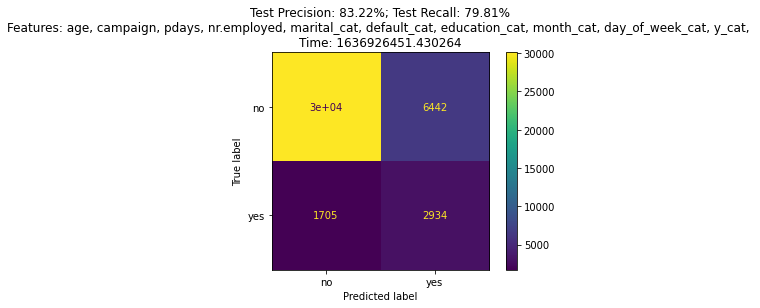 Test Precision: 83.22%; Test Recall: 79.81%
Features: age, campaign, pdays, nr.employed, marital_cat, default_cat, education_cat, month_cat, day_of_week_cat, y_cat,
Time: 1636926451.430264
30000
25000
20000
15000
10000
5000
True label
no
3e+04
6442
yes
1705
2934
no
yes
Predicted label